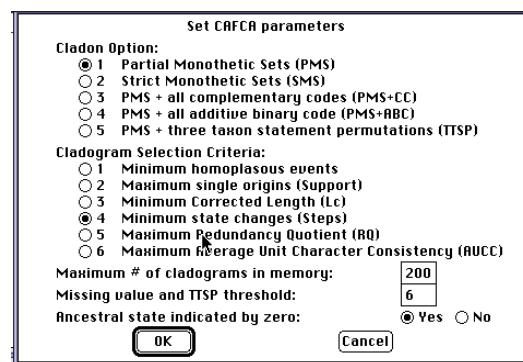 Set CAFCA parameters
Cladon Option:
1 Partial Monothetic Sets (PMS)
2 Strict Monothetic Sets (SMS)
3 PMS + all complementary codes (PMS+CC)
4 PMS + all additive binary code (PMS+ABC)
5 PMS + three taxon statement permutations (TTSP)
Cladogram Selection Criteria:
1 Minimum homoplasous events
2 Maximum single origins (Support)
3 Minimum Corrected Length (Lc)
4 Minimum state changes (Steps)
5 Maximum Redundancy Quotient (RQ)
6 Maximum Average Unit Character Consistency (AUCC)
Maximum # of cladograms in memory: 200
Missing value and TTSP threshold: 6
Ancestral state indicated by zero: Yes No
OK Cancel